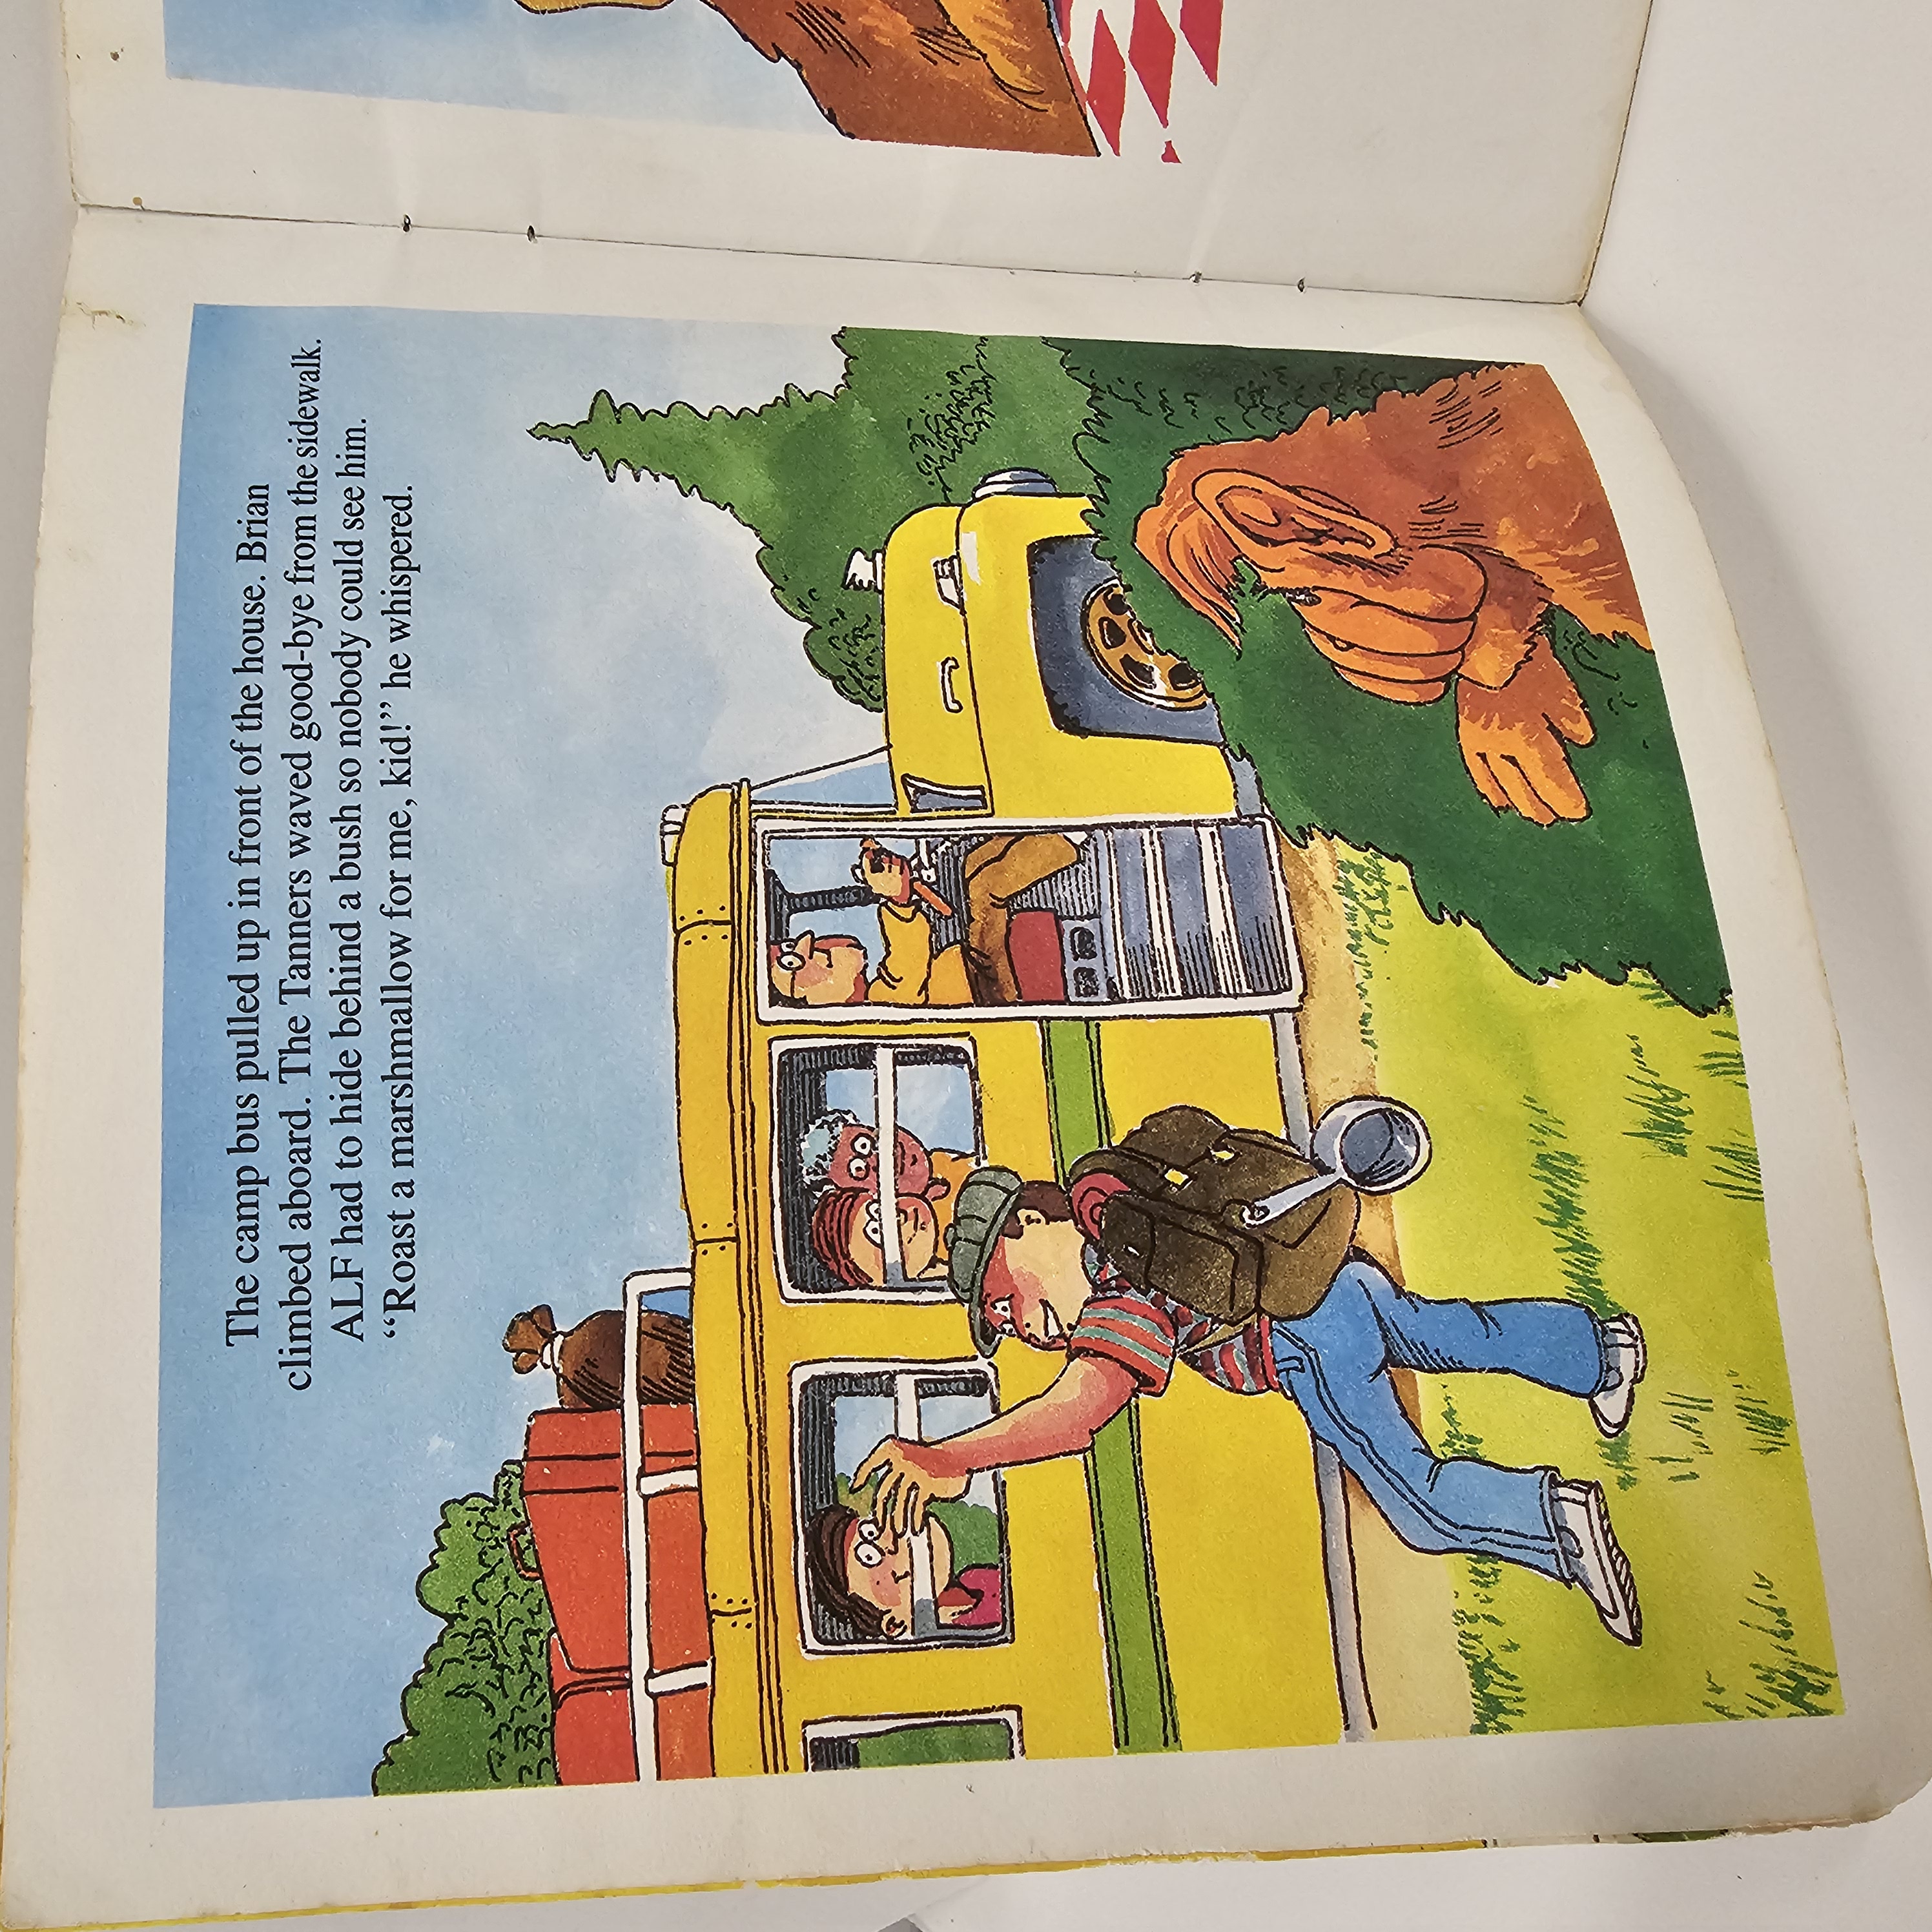 The camp bus pulled up in front of the house. Brian
climbed aboard. The Tanners waved good-bye from the sidewalk.
ALF had to hide behind a bush so nobody could see him.
“Roast a marshmallow for me, kid!” he whispered.